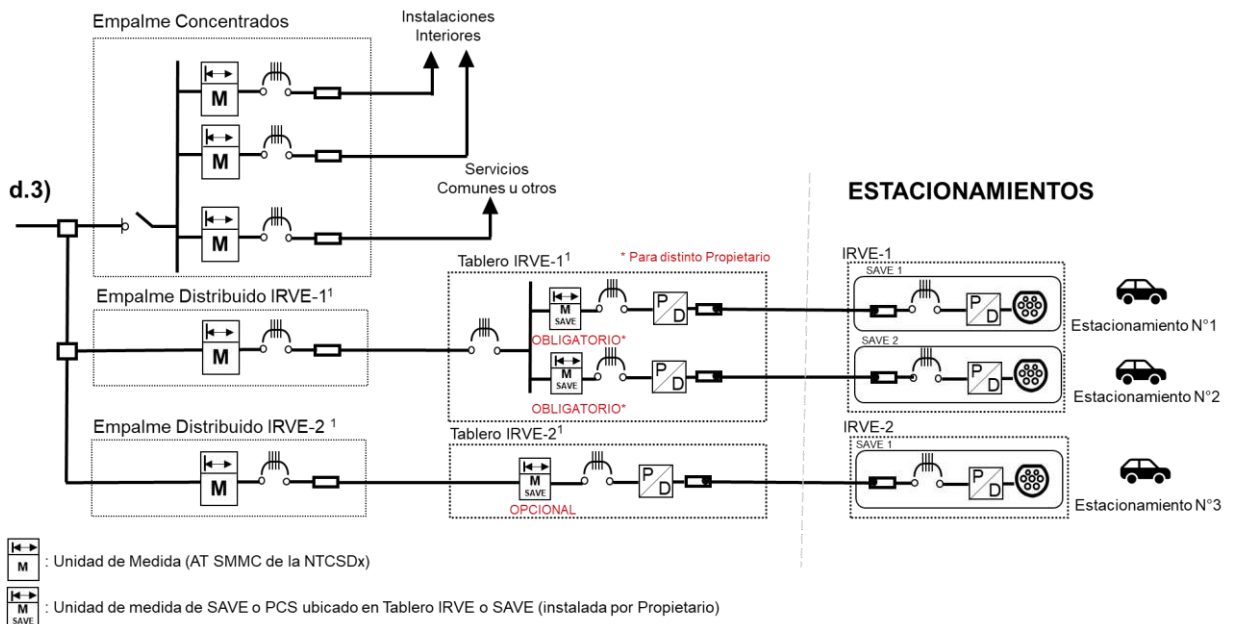 Empalme Concentrados
Instalaciones
Interiores
M
M
Servicios
Comunes u otros
d.3)
M
ESTACIONAMIENTOS
Tablero IRVE-1¹
* Para distinto Propietario
IRVE-1
SAVE 1
Empalme Distribuido IRVE-1¹
M
SAVE
P
D
P
D
OBLIGATORIO*
Estacionamiento N°1
M
SAVE 2
M
SAVE
P
D
P
D
OBLIGATORIO*
Estacionamiento N°2
Empalme Distribuido IRVE-2 ¹
Tablero IRVE-2¹
IRVE-2
SAVE 1
M
M
SAVE
P
D
P
D
OPCIONAL
Estacionamiento N°3
M
: Unidad de Medida (AT SMMC de la NTCSDx)
M
SAVE
: Unidad de medida de SAVE o PCS ubicado en Tablero IRVE o SAVE (instalada por Propietario)